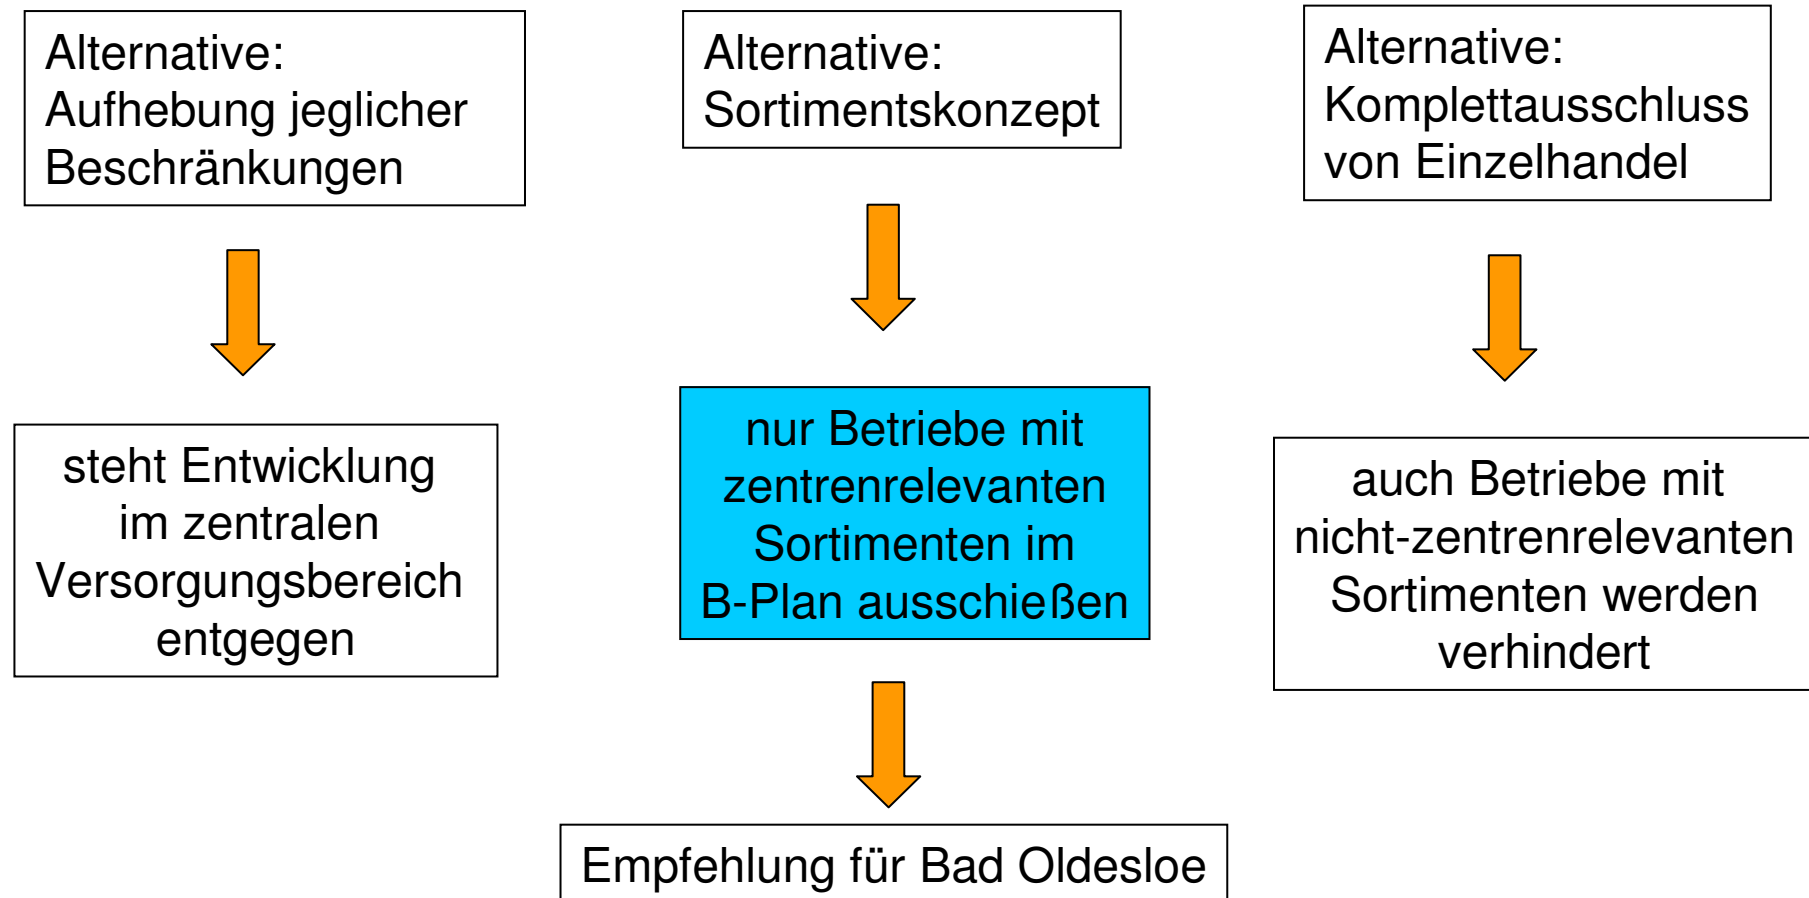 Alternative:
Aufhebung jeglicher
Beschränkungen
Alternative:
Sortimentskonzept
Alternative:
Komplettausschluss
von Einzelhandel
steht Entwicklung
im zentralen
Versorgungsbereich
entgegen
nur Betriebe mit
zentrenrelevanten
Sortimenten im
B-Plan ausschießen
auch Betriebe mit
nicht-zentrenrelevanten
Sortimenten werden
verhindert
Empfehlung für Bad Oldesloe